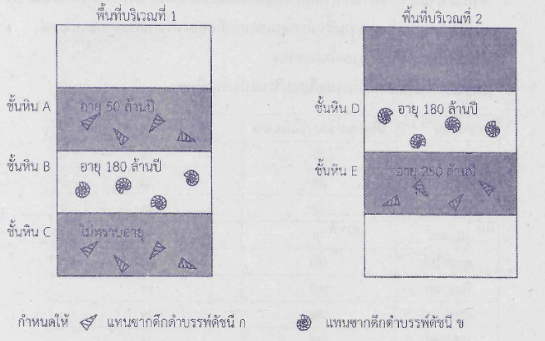 พื้นที่บริเวณที่ 1
พื้นที่บริเวณที่ 2
ชั้นหิน A
อายุ 50 ล้านปี
ชั้นหิน B
อายุ 180 ล้านปี
ชั้นหิน C
ไม่ทราบอายุ
ชั้นหิน D
อายุ 180 ล้านปี
ชั้นหิน E
อายุ 250 ล้านปี
กำหนดให้ แทนซากดึกดำบรรพ์ดัชนี ก แทนซากดึกดำบรรพ์ดัชนี ข